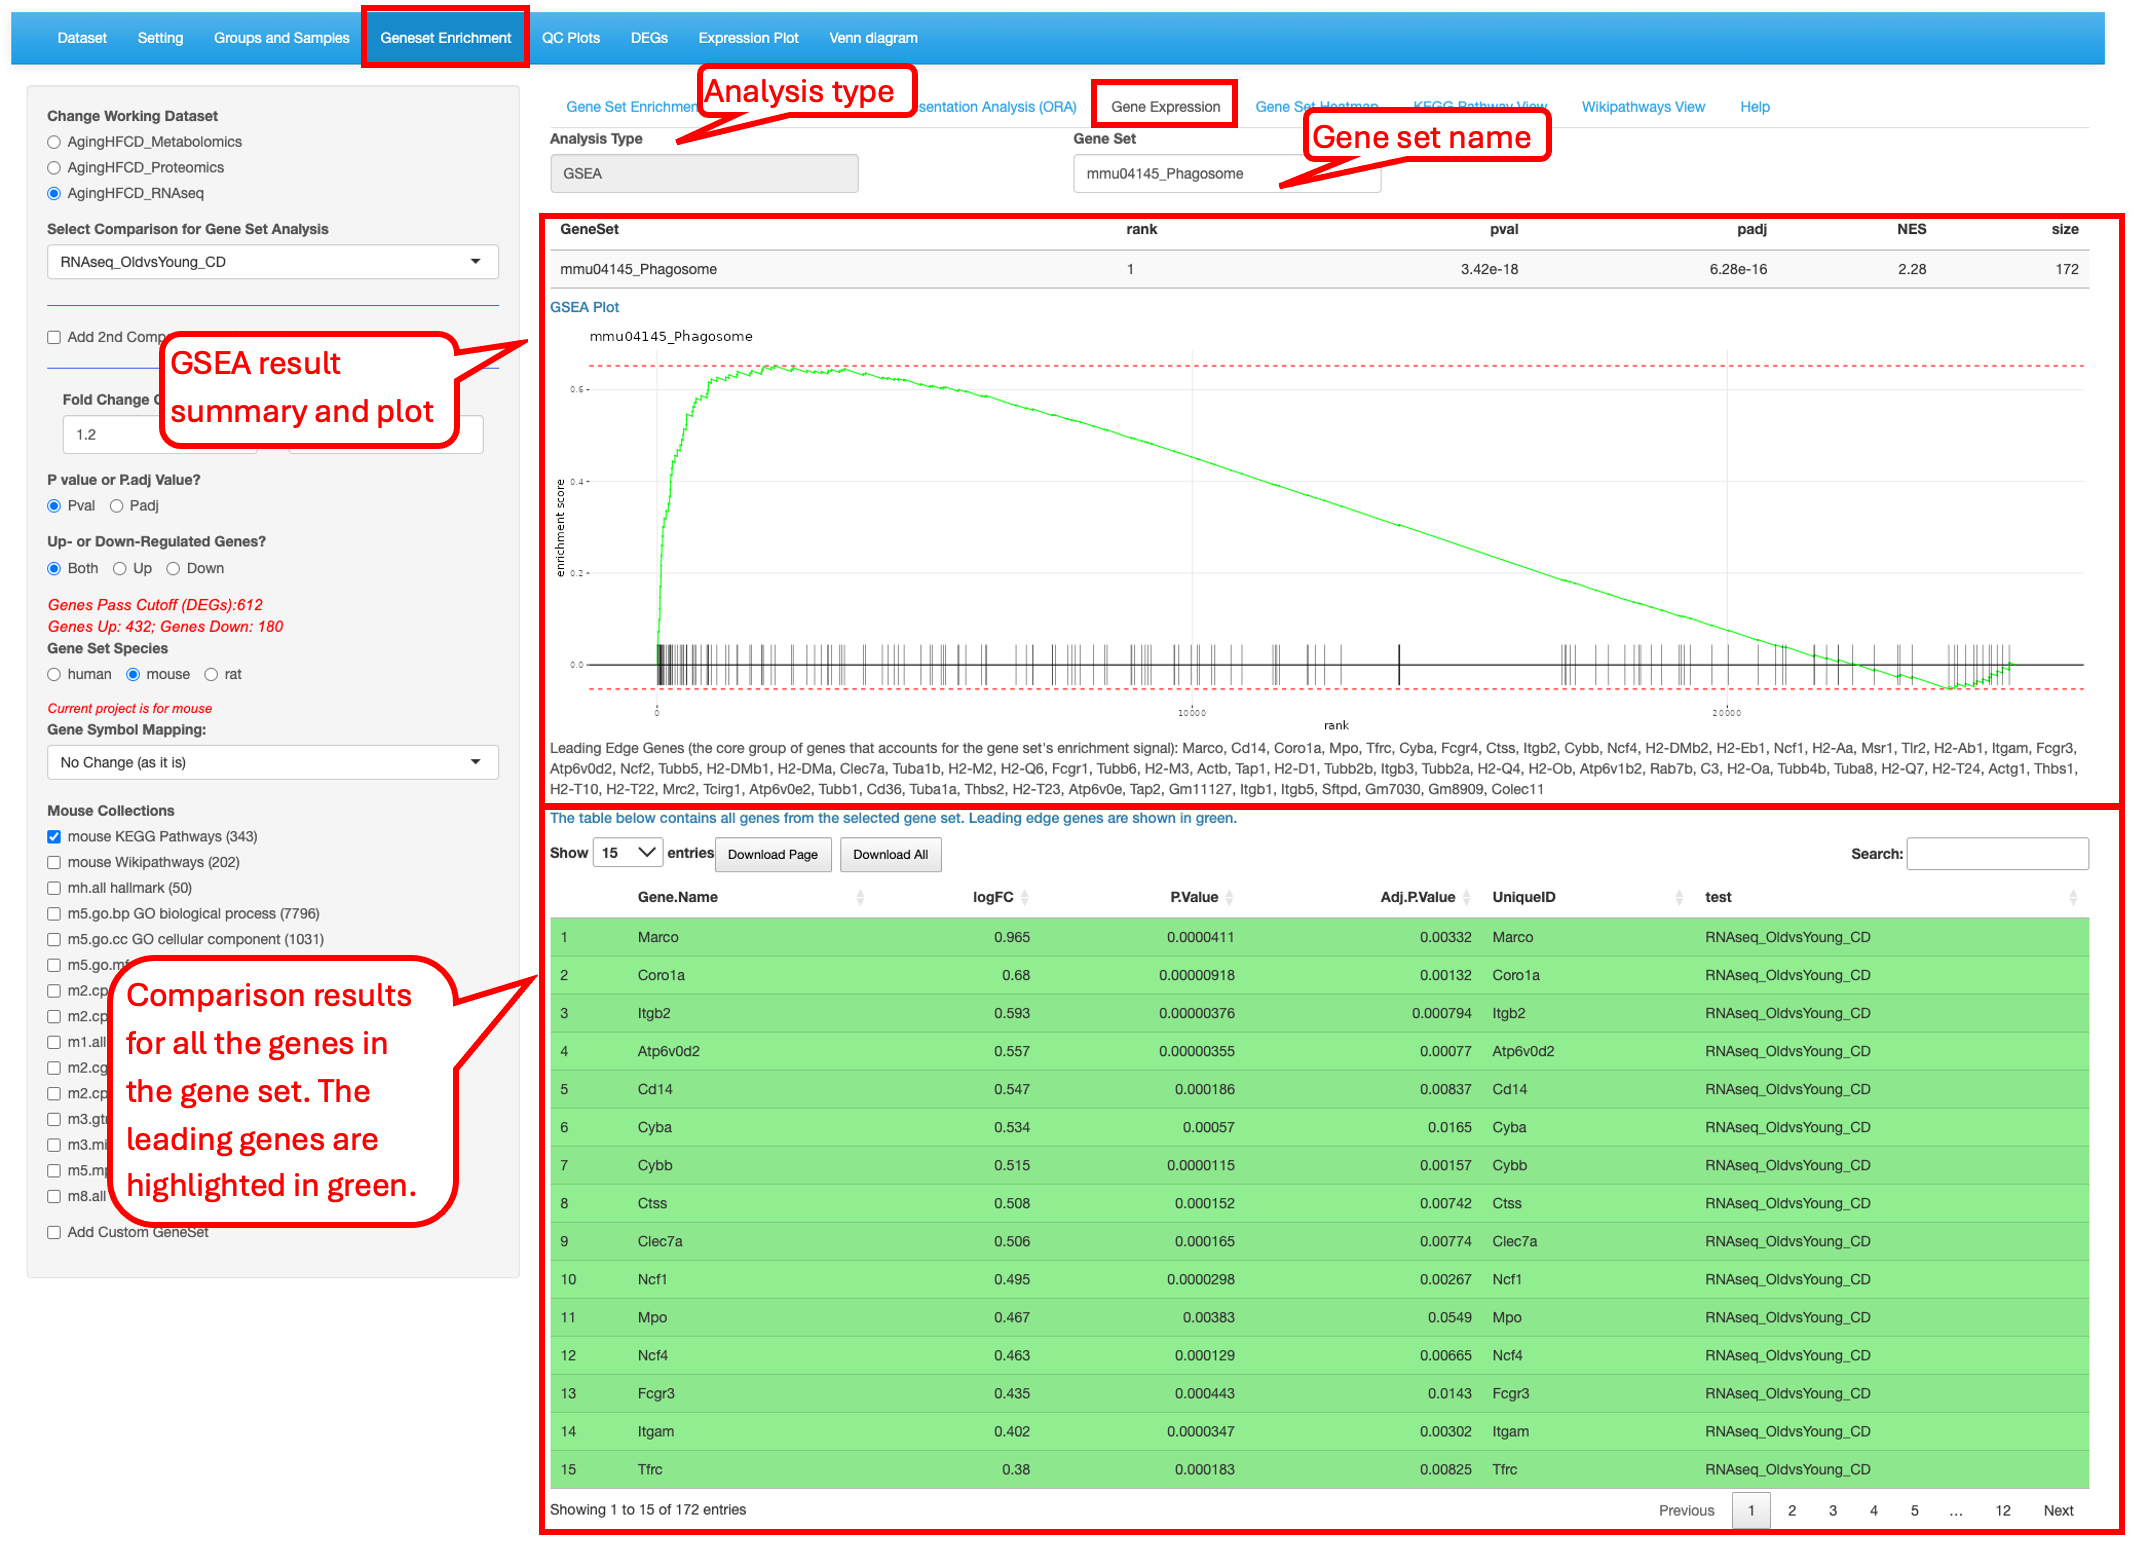 Dataset Setting Groups and Samples Geneset Enrichment QC Plots DEGs Expression Plot Venn diagram
Change Working Dataset
AgingHFCD_Metabolomics
AgingHFCD_Proteomics
AgingHFCD_RNAseq
Select Comparison for Gene Set Analysis
RNAseq_OldvsYoung_CD
Add 2nd
Fold Change
1.2
P value or P.adj Value?
Pval Padj
Up- or Down-Regulated Genes?
Both Up Down
Genes Pass Cutoff (DEGs):612
Genes Up: 432; Genes Down: 180
Gene Set Species
human mouse rat
Current project is for mouse
Gene Symbol Mapping:
No Change (as it is)
Mouse Collections
mouse KEGG Pathways (343)
mouse Wikipathways (202)
mh.all hallmark (50)
m5.go.bp GO biological process (7796)
m5.go.cc GO cellular component (1031)
m5.go.mf
m2.cp
m2.cp
m1.all
m2.cg
m2.cp
m3.gt
m3.mi
m5.mp
m8.all
Add Custom GeneSet
GSEA result
summary and plot
Comparison results
for all the genes in
the gene set. The
leading genes are
highlighted in green.
Analysis type
Gene set name
Gene Set Enrichmen sentation Analysis (ORA) Gene Expression Gene Set Heatmap KEGG Pathway View Wikipathways View Help
Analysis Type Gene Set
GSEA mmu04145_Phagosome
GeneSet rank pval padj NES size
mmu04145_Phagosome 1 3.42e-18 6.28e-16 2.28 172
GSEA Plot
mmu04145_Phagosome
enrichment score
0.6
0.4
0.2
0.0
0 10000 20000
rank
Leading Edge Genes (the core group of genes that accounts for the gene set's enrichment signal): Marco, Cd14, Coro1a, Mpo, Tfrc, Cyba, Fcgr4, Ctss, Itgb2, Cybb, Ncf4, H2-DMb2, H2-Eb1, Ncf1, H2-Aa, Msr1, Tlr2, H2-Ab1, Itgam, Fcgr3,
Atp6v0d2, Ncf2, Tubb5, H2-DMb1, H2-DMa, Clec7a, Tuba1b, H2-M2, H2-Q6, Fcgr1, Tubb6, H2-M3, Actb, Tap1, H2-D1, Tubb2b, Itgb3, Tubb2a, H2-Q4, H2-Ob, Atp6v1b2, Rab7b, C3, H2-Oa, Tubb4b, Tuba8, H2-Q7, H2-T24, Actg1, Thbs1,
H2-T10, H2-T22, Mrc2, Tcirg1, Atp6v0e2, Tubb1, Cd36, Tuba1a, Thbs2, H2-T23, Atp6v0e, Tap2, Gm11127, Itgb1, Itgb5, Sftpd, Gm7030, Gm8909, Colec11
The table below contains all genes from the selected gene set. Leading edge genes are shown in green.
Show 15 entries Download Page Download All Search:
Gene.Name logFC P.Value Adj.P.Value UniqueID test
1 Marco 0.965 0.0000411 0.00332 Marco RNAseq_OldvsYoung_CD
2 Coro1a 0.68 0.00000918 0.00132 Coro1a RNAseq_OldvsYoung_CD
3 Itgb2 0.593 0.00000376 0.000794 Itgb2 RNAseq_OldvsYoung_CD
4 Atp6v0d2 0.557 0.00000355 0.00077 Atp6v0d2 RNAseq_OldvsYoung_CD
5 Cd14 0.547 0.000186 0.00837 Cd14 RNAseq_OldvsYoung_CD
6 Cyba 0.534 0.00057 0.0165 Cyba RNAseq_OldvsYoung_CD
7 Cybb 0.515 0.0000115 0.00157 Cybb RNAseq_OldvsYoung_CD
8 Ctss 0.508 0.000152 0.00742 Ctss RNAseq_OldvsYoung_CD
9 Clec7a 0.506 0.000165 0.00774 Clec7a RNAseq_OldvsYoung_CD
10 Ncf1 0.495 0.0000298 0.00267 Ncf1 RNAseq_OldvsYoung_CD
11 Mpo 0.467 0.00383 0.0549 Mpo RNAseq_OldvsYoung_CD
12 Ncf4 0.463 0.000129 0.00665 Ncf4 RNAseq_OldvsYoung_CD
13 Fcgr3 0.435 0.000443 0.0143 Fcgr3 RNAseq_OldvsYoung_CD
14 Itgam 0.402 0.0000347 0.00302 Itgam RNAseq_OldvsYoung_CD
15 Tfrc 0.38 0.000183 0.00825 Tfrc RNAseq_OldvsYoung_CD
Showing 1 to 15 of 172 entries Previous 1 2 3 4 5 ... 12 Next